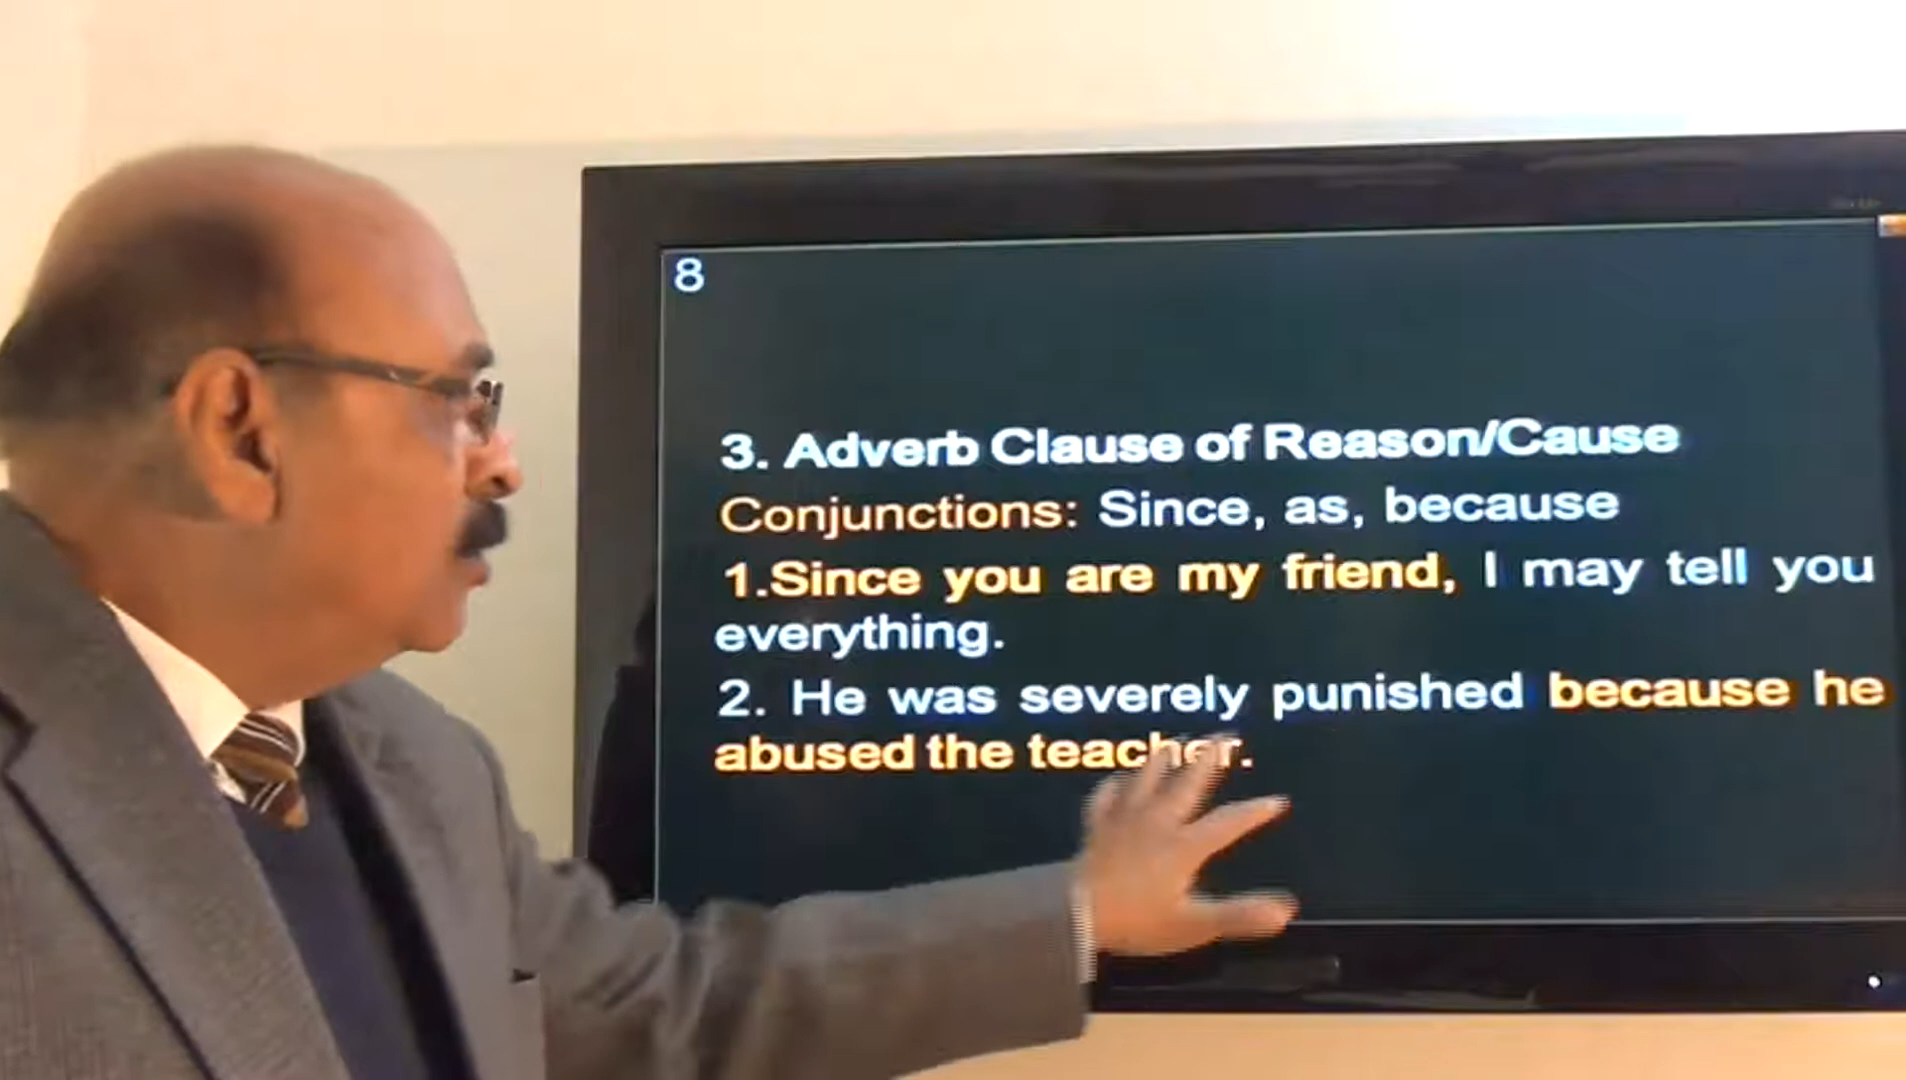 8
3. Adverb Clause of Reason/Cause
Conjunctions: Since, as, because
1.Since you are my friend, I may tell you
everything.
2. He was severely punished because he
abused the teacher.